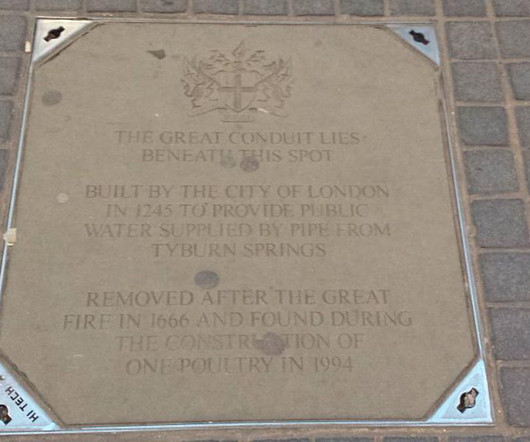 THE GREAT CONDUIT LIES
BENEATH THIS SPOT
BUILT BY THE CITY OF LONDON
IN 1245 TO PROVIDE PUBLIC
WATER SUPPLIED BY PIPE FROM
TYBURN SPRINGS
REMOVED AFTER THE GREAT
FIRE IN 1666 AND FOUND DURING
THE CONSTRUCTION OF
ONE POULTRY IN 1994
HI TECH